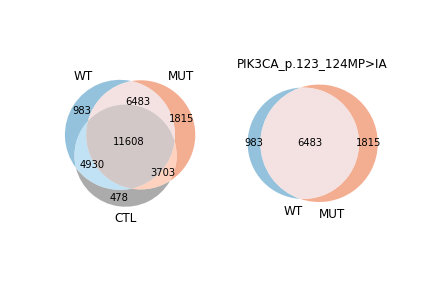 WT
MUT
983
6483
1815
11608
4930
3703
478
CTL
PIK3CA_p.123_124MP>IA
983
6483
1815
WT
MUT